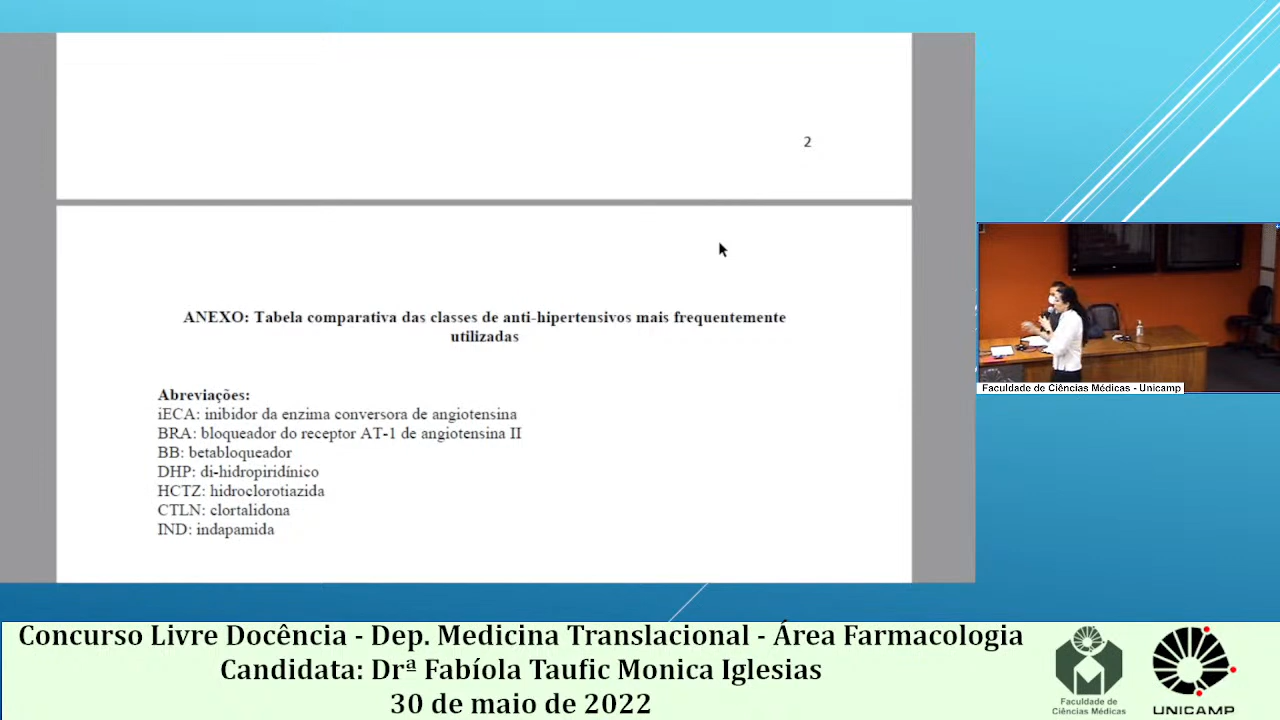 2
ANEXO: Tabela comparativa das classes de anti-hipertensivos mais frequentemente
utilizadas
Abreviações:
iECA: inibidor da enzima conversora de angiotensina
BRA: bloqueador do receptor AT-1 de angiotensina II
BB: betabloqueador
DHP: di-hidropiridínico
HCTZ: hidroclorotiazida
CTLN: clortalidona
IND: indapamida
Faculdade de Ciências Médicas - Unicamp
Concurso Livre Docência - Dep. Medicina Translacional - Área Farmacologia
Candidata: Drª Fabíola Taufic Monica Iglesias
30 de maio de 2022
Faculdade de
Ciências Médicas
UNICAMP